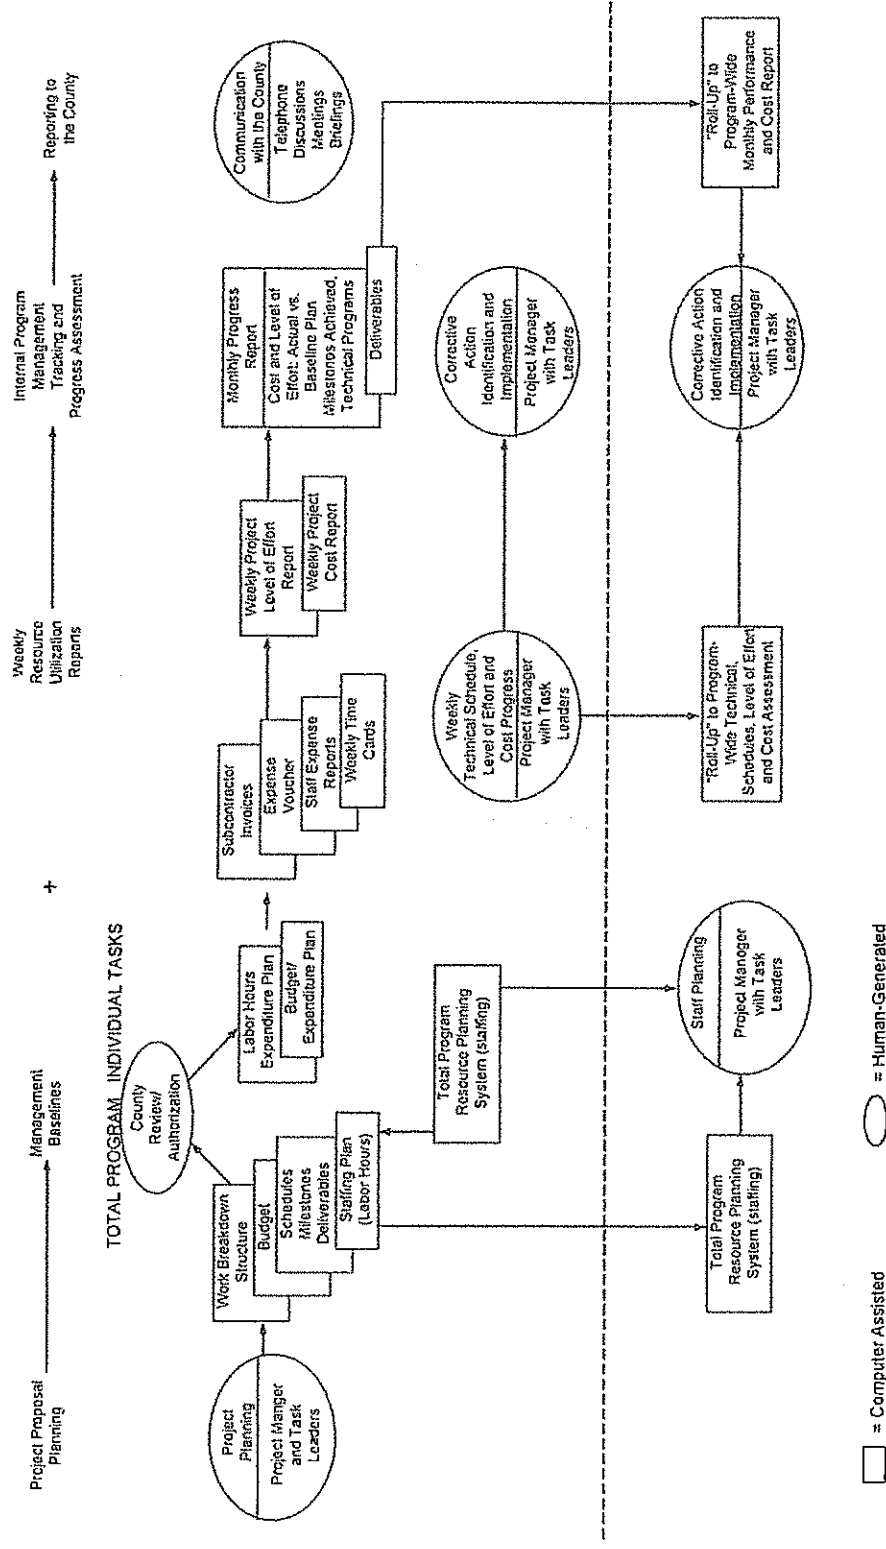 Project Proposal
Planning
Management
Baselines
+
Weekly
Resource
Utilization
Reports
Internal Program
Management
Tracking and
Progress Assessment
Reporting to
the County
TOTAL PROGRAM INDIVIDUAL TASKS
Project
Planning
Project Manger
and Task
Leaders
Work Breakdown
Structure
Budget
Schedules
Milestones
Deliverables
Staffing Plan
(Labor Hours)
County
Review/
Authorization
Labor Hours
Expenditure Plan
Budget/
Expenditure Plan
Subcontractor
Invoices
Expense
Voucher
Staff Expense
Reports
Weekly Time
Cards
Weekly Project
Level of Effort
Report
Weekly Project
Cost Report
Monthly Progress
Report
Cost and Level of
Effort: Actual vs.
Baseline Plan
Milestones Achieved,
Technical Programs
Deliverables
Communication
with the County
Telephone
Discussions
Meetings
Briefings
Total Program
Resource Planning
System (staffing)
Weekly
Technical Schedule,
Level of Effort and
Cost Progress
Project Manager
with Task
Leaders
Corrective
Action
Identification and
Implementation
Project Manager
with Task
Leaders
Total Program
Resource Planning
System (staffing)
Staff Planning
Project Manager
with Task
Leaders
"Roll-Up" to Program-
Wide Technical,
Schedules, Level of Effort
and Cost Assessment
Corrective Action
Identification and
Implementation
Project Manager
with Task
Leaders
"Roll-Up" to
Program-Wide
Monthly Performance
and Cost Report
= Computer Assisted
= Human-Generated